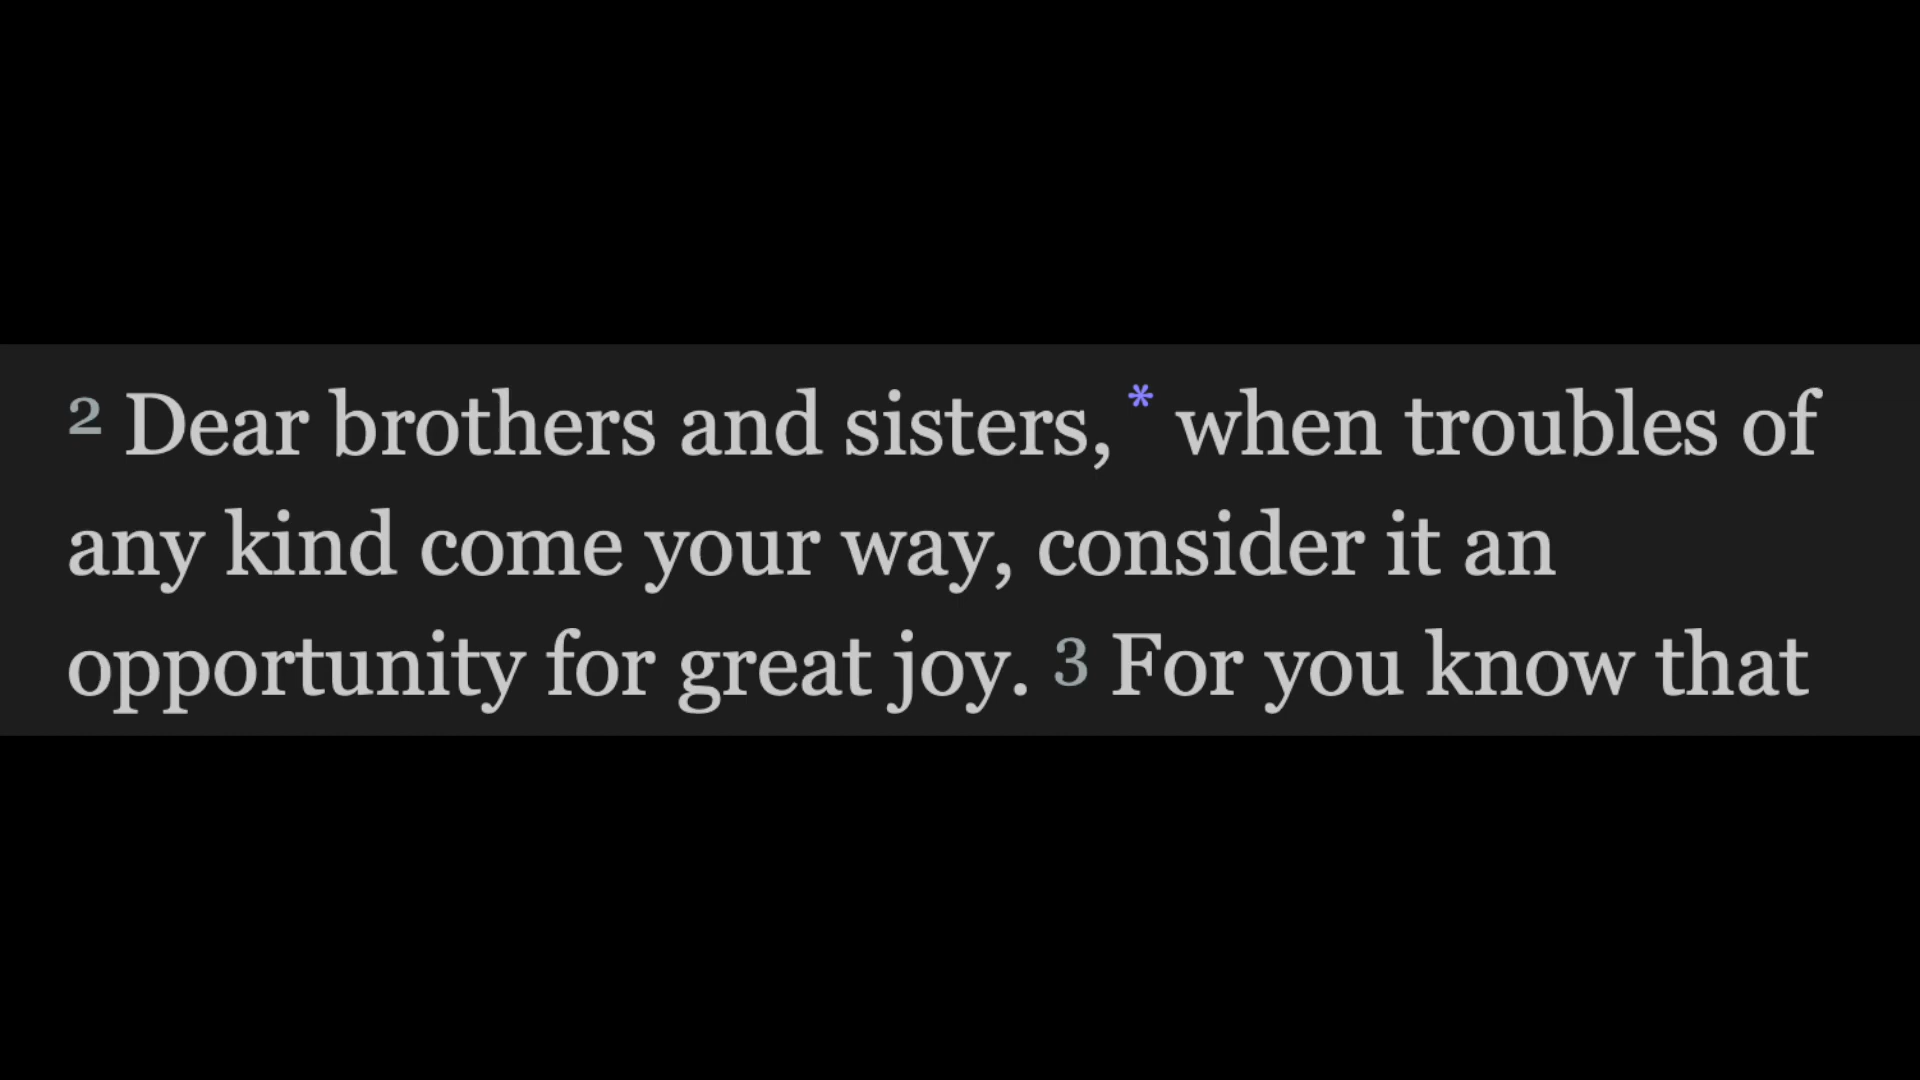 2 Dear brothers and sisters,* when troubles of
any kind come your way, consider it an
opportunity for great joy. 3 For you know that